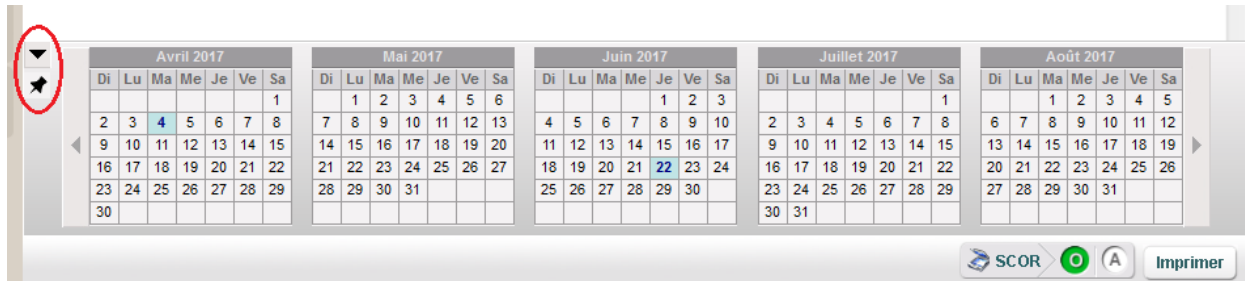 Avril 2017 Mai 2017 Juin 2017 Juillet 2017 Août 2017
Di Lu Ma Me Je Ve Sa Di Lu Ma Me Je Ve Sa Di Lu Ma Me Je Ve Sa Di Lu Ma Me Je Ve Sa Di Lu Ma Me Je Ve Sa
1 1 2 3 4 5 6 1 2 3 1 1 2 3 4 5
2 3 4 5 6 7 8 7 8 9 10 11 12 13 4 5 6 7 8 9 10 2 3 4 5 6 7 8 6 7 8 9 10 11 12
9 10 11 12 13 14 15 14 15 16 17 18 19 20 11 12 13 14 15 16 17 9 10 11 12 13 14 15 13 14 15 16 17 18 19
16 17 18 19 20 21 22 21 22 23 24 25 26 27 18 19 20 21 22 23 24 16 17 18 19 20 21 22 20 21 22 23 24 25 26
23 24 25 26 27 28 29 28 29 30 31 25 26 27 28 29 30 23 24 25 26 27 28 29 27 28 29 30 31
30 30 31
SCOR O A Imprimer